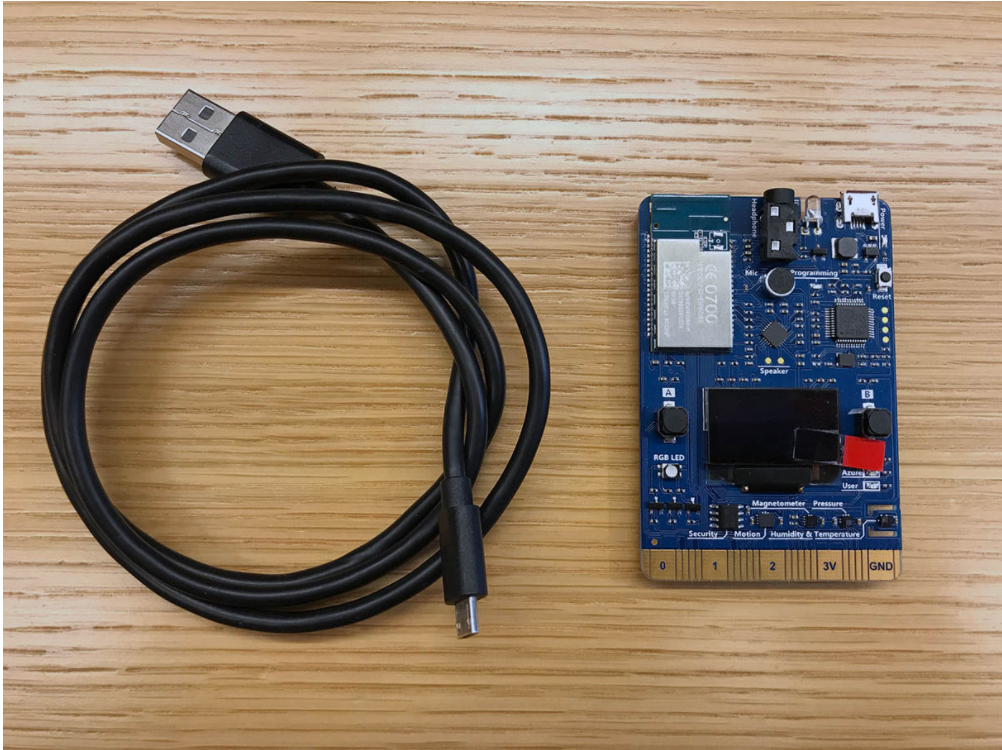 Headphone
Power
CE0700
Mic
Programming
Reset
Speaker
A
B
RGB LED
Azure
User
Magnetometer
Pressure
Security
Motion
Humidity & Temperature
0
1
2
3V
GND